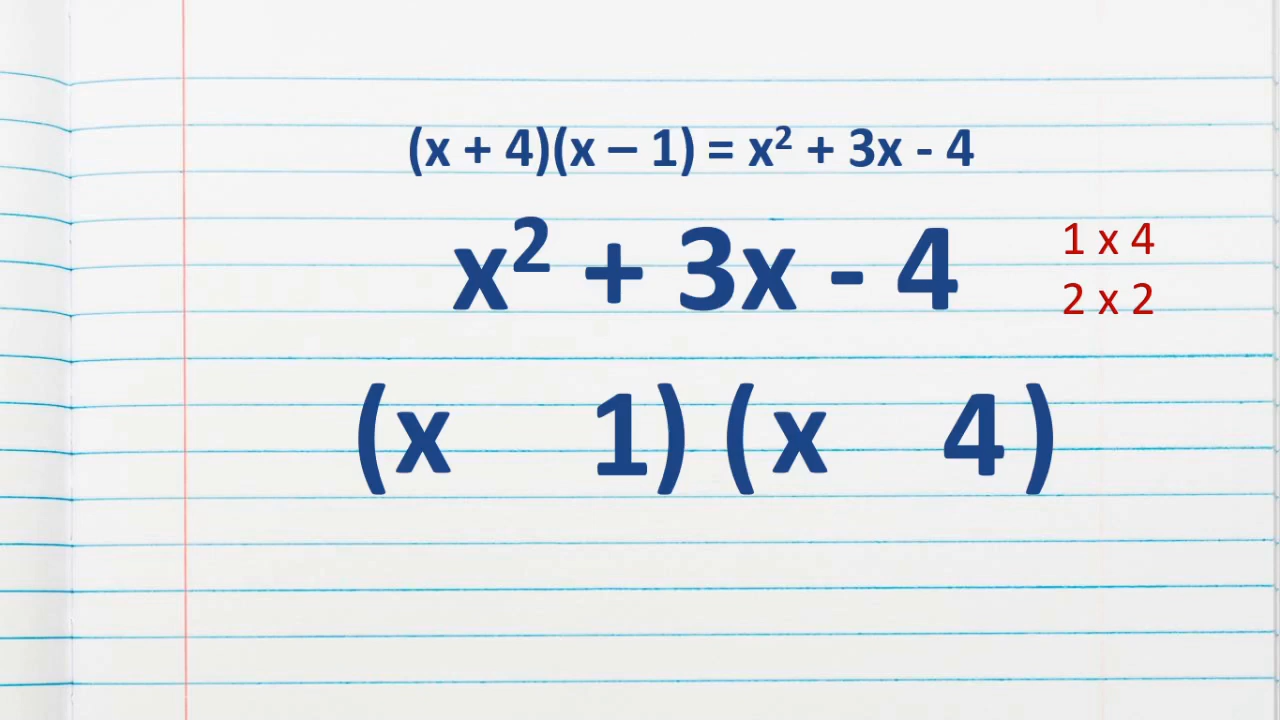 (x + 4)(x – 1) = x² + 3x - 4
x² + 3x - 4
1 x 4
2 x 2
(x 1) (x 4)